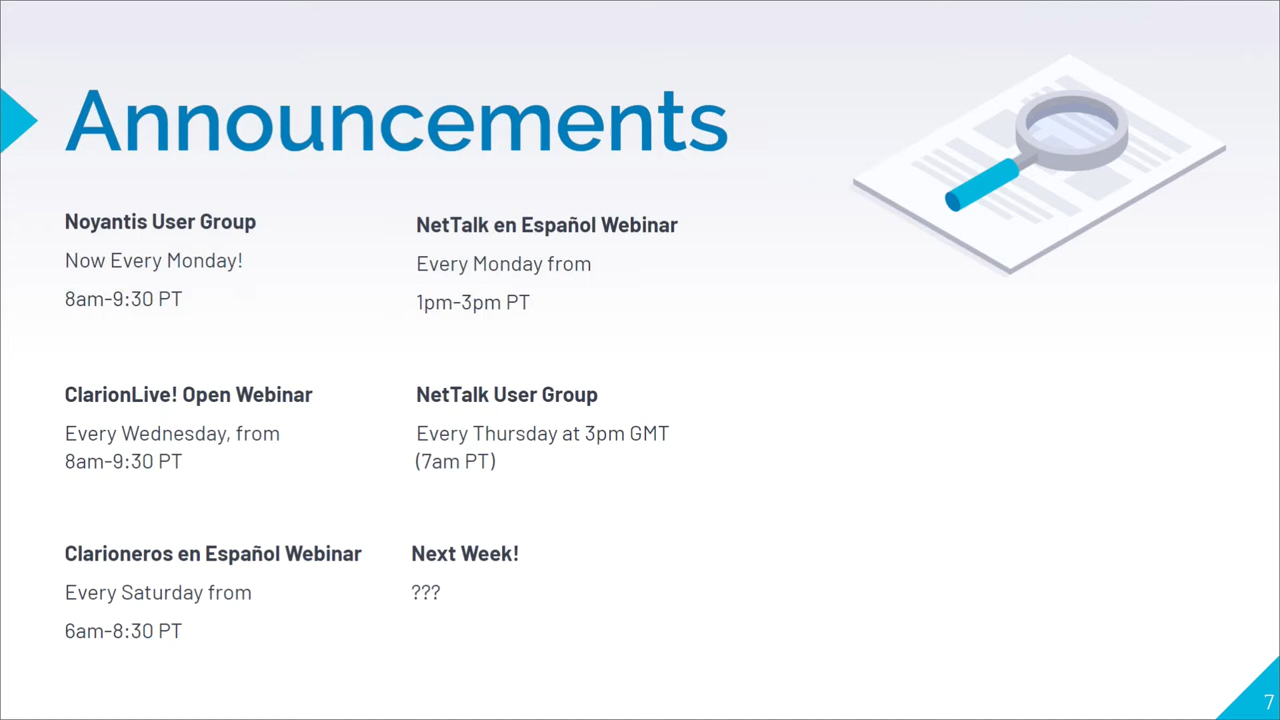 Announcements
Noyantis User Group
Now Every Monday!
8am-9:30 PT
NetTalk en Español Webinar
Every Monday from
1pm-3pm PT
ClarionLive! Open Webinar
Every Wednesday, from
8am-9:30 PT
NetTalk User Group
Every Thursday at 3pm GMT
(7am PT)
Clarioneros en Español Webinar
Every Saturday from
6am-8:30 PT
Next Week!
???
7